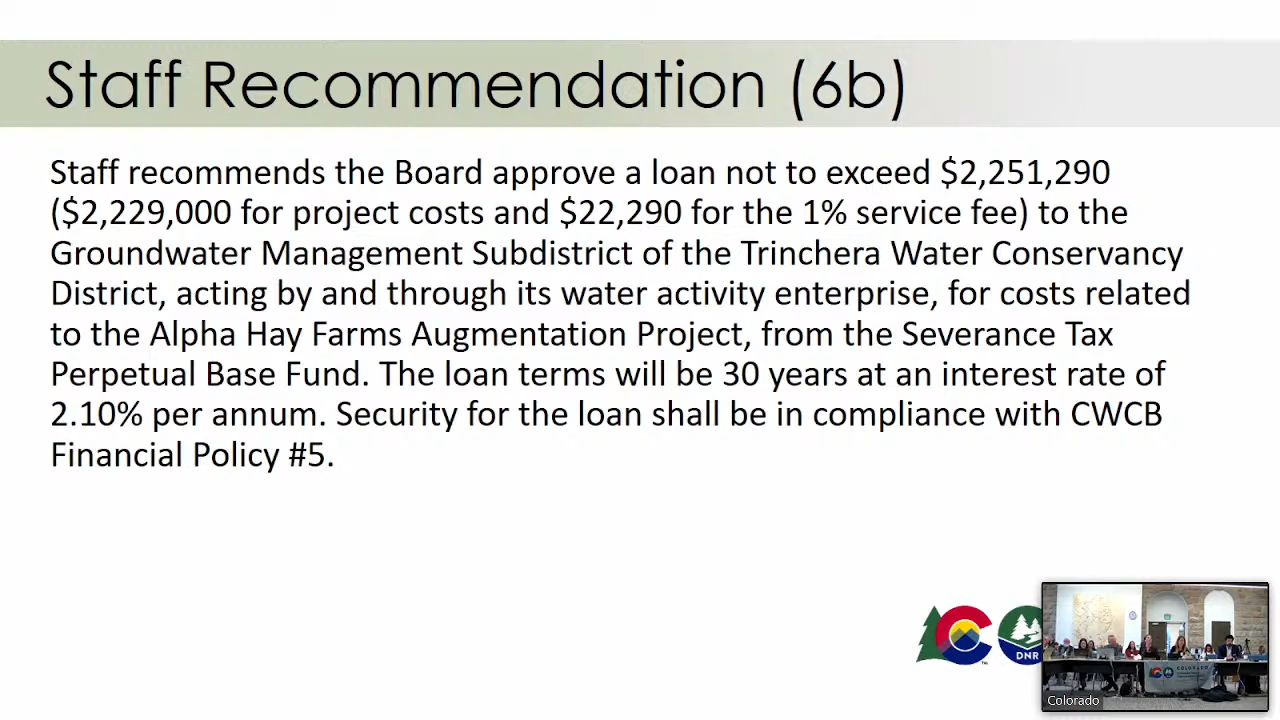 Staff Recommendation (6b)
Staff recommends the Board approve a loan not to exceed $2,251,290
($2,229,000 for project costs and $22,290 for the 1% service fee) to the
Groundwater Management Subdistrict of the Trinchera Water Conservancy
District, acting by and through its water activity enterprise, for costs related
to the Alpha Hay Farms Augmentation Project, from the Severance Tax
Perpetual Base Fund. The loan terms will be 30 years at an interest rate of
2.10% per annum. Security for the loan shall be in compliance with CWCB
Financial Policy #5.
DNR
COLORADO
Colorado